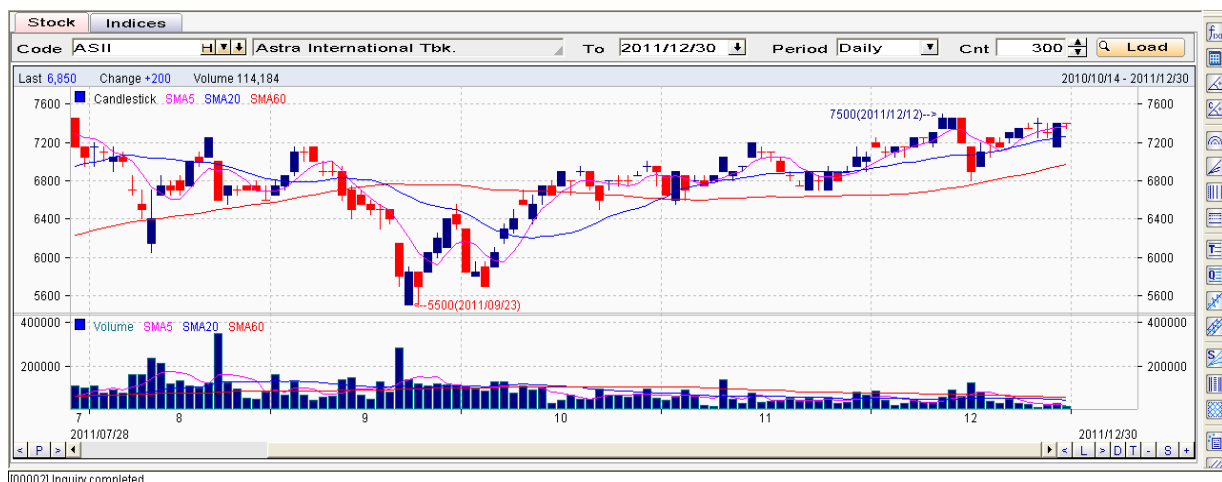 Stock Indices
Code ASII H Astra International Tbk. To 2011/12/30 Period Daily Cnt 300 Load
Last 6,850 Change +200 Volume 114,184 2010/10/14 - 2011/12/30
Candlestick SMA5 SMA20 SMA60
7500(2011/12/12)-->
7600 7600
7200 7200
6800 6800
6400 6400
6000 6000
5600 5600
<--5500(2011/09/23)
Volume SMA5 SMA20 SMA60
400000 400000
200000 200000
7 8 9 10 11 12
2011/07/28 2011/12/30
< P > < L > D T - S +
[00002] Inquiry completed